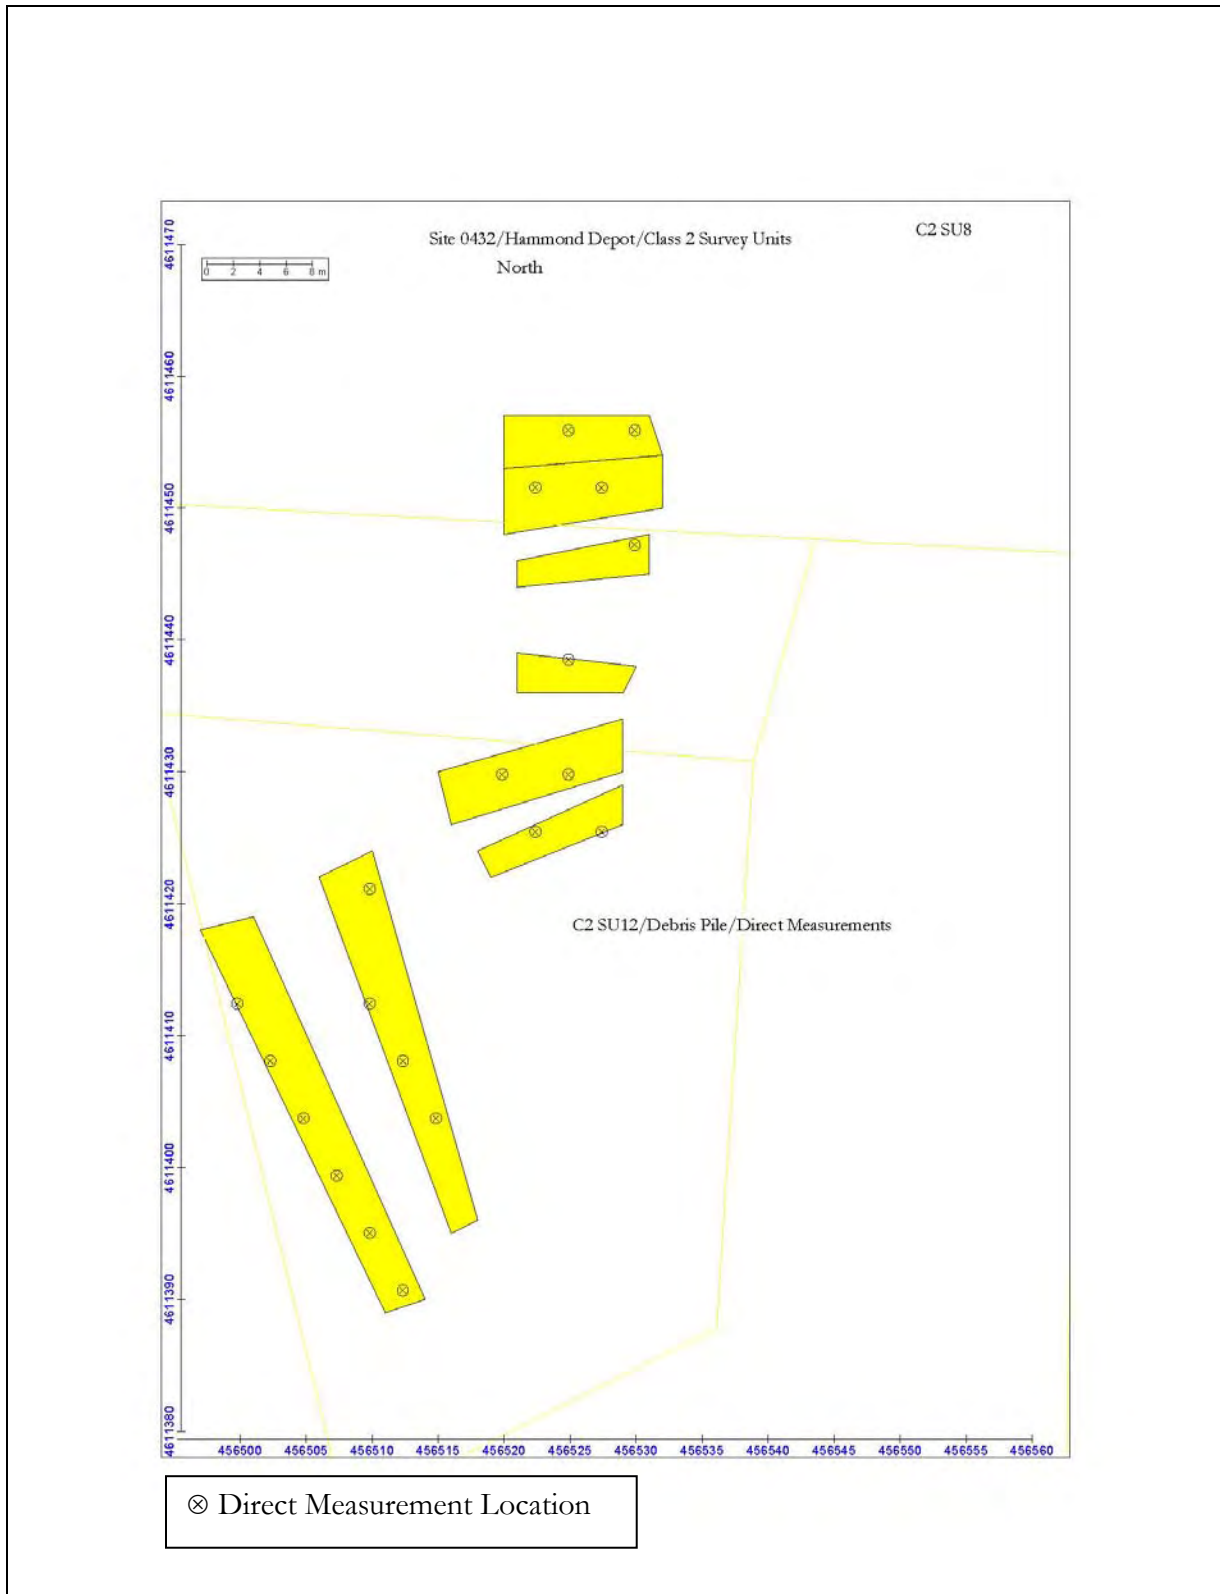 Site 0432/Hammond Depot/Class 2 Survey Units
C2 SU8
North
0 2 4 6 8 m
4611470
4611460
4611450
4611440
4611430
4611420
4611410
4611400
4611390
4611380
C2 SU12/Debris Pile/Direct Measurements
456500 456505 456510 456515 456520 456525 456530 456535 456540 456545 456550 456555 456560
⊗ Direct Measurement Location